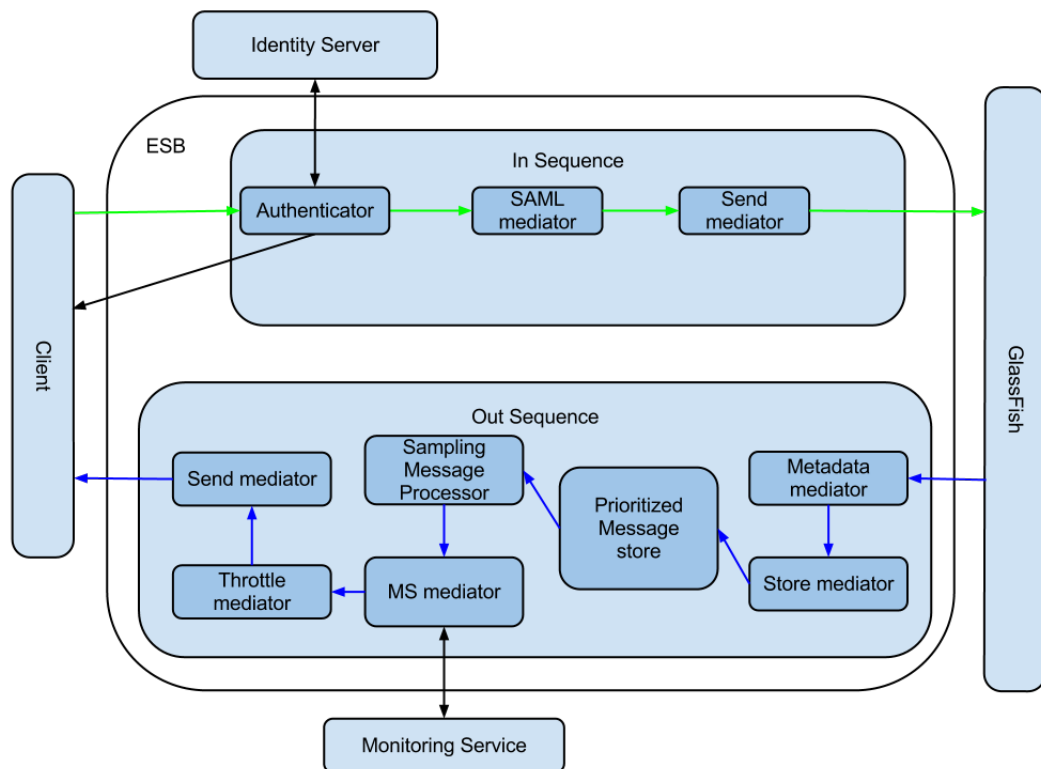 Identity Server
ESB
In Sequence
Authenticator
SAML
mediator
Send
mediator
Client
GlassFish
Out Sequence
Send mediator
Sampling
Message
Processor
Prioritized
Message
store
Metadata
mediator
Throttle
mediator
MS mediator
Store mediator
Monitoring Service